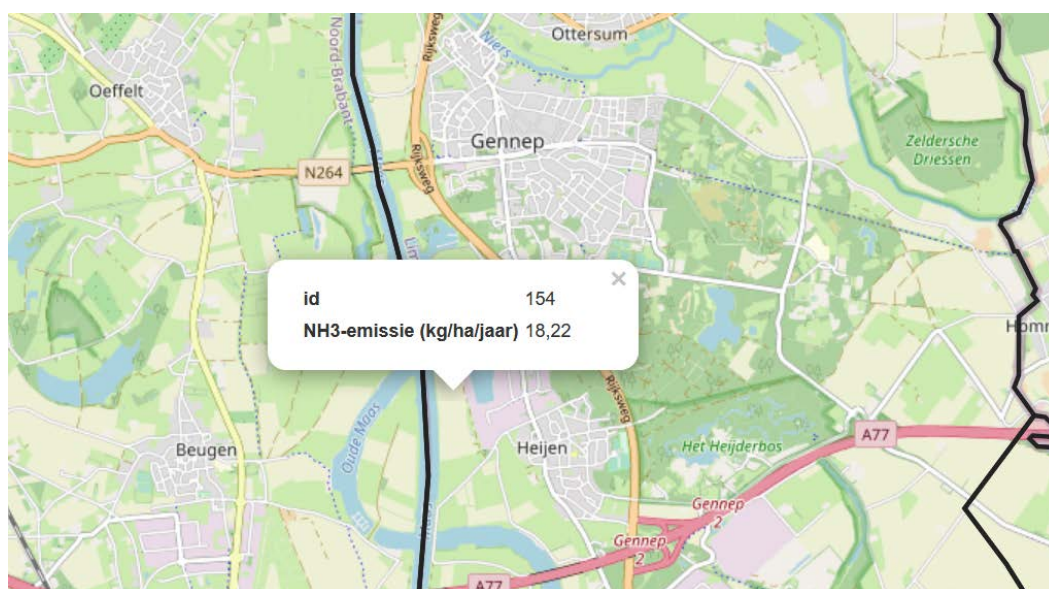 Ottersum
Niers
Rijksweg
Noord-Brabant
Oeffelt
Gennep
Zeldersche
Driessen
N264
Rijksweg
Maas
×
id 154
NH3-emissie (kg/ha/jaar) 18,22
Rijksweg
Oude Maas
Beugen
Heijen
Het Heijderbos
A77
Gennep
2
Gennep
2
A77